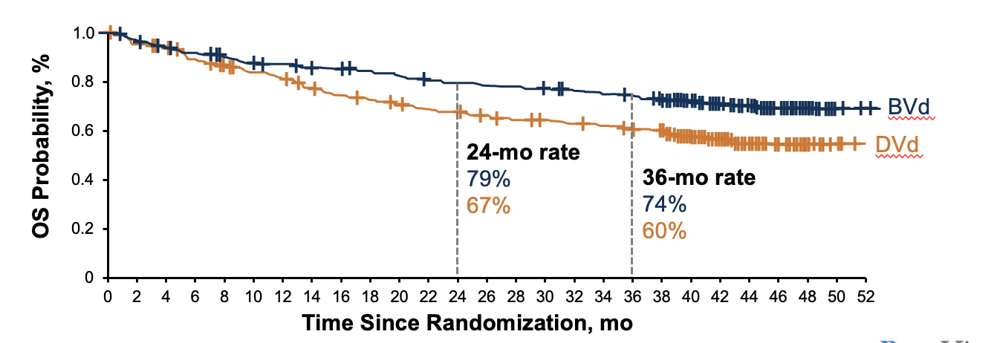 OS Probability, %
1.0
0.8
0.6
0.4
0.2
0
BVd
DVd
24-mo rate
79%
67%
36-mo rate
74%
60%
0 2 4 6 8 10 12 14 16 18 20 22 24 26 28 30 32 34 36 38 40 42 44 46 48 50 52
Time Since Randomization, mo